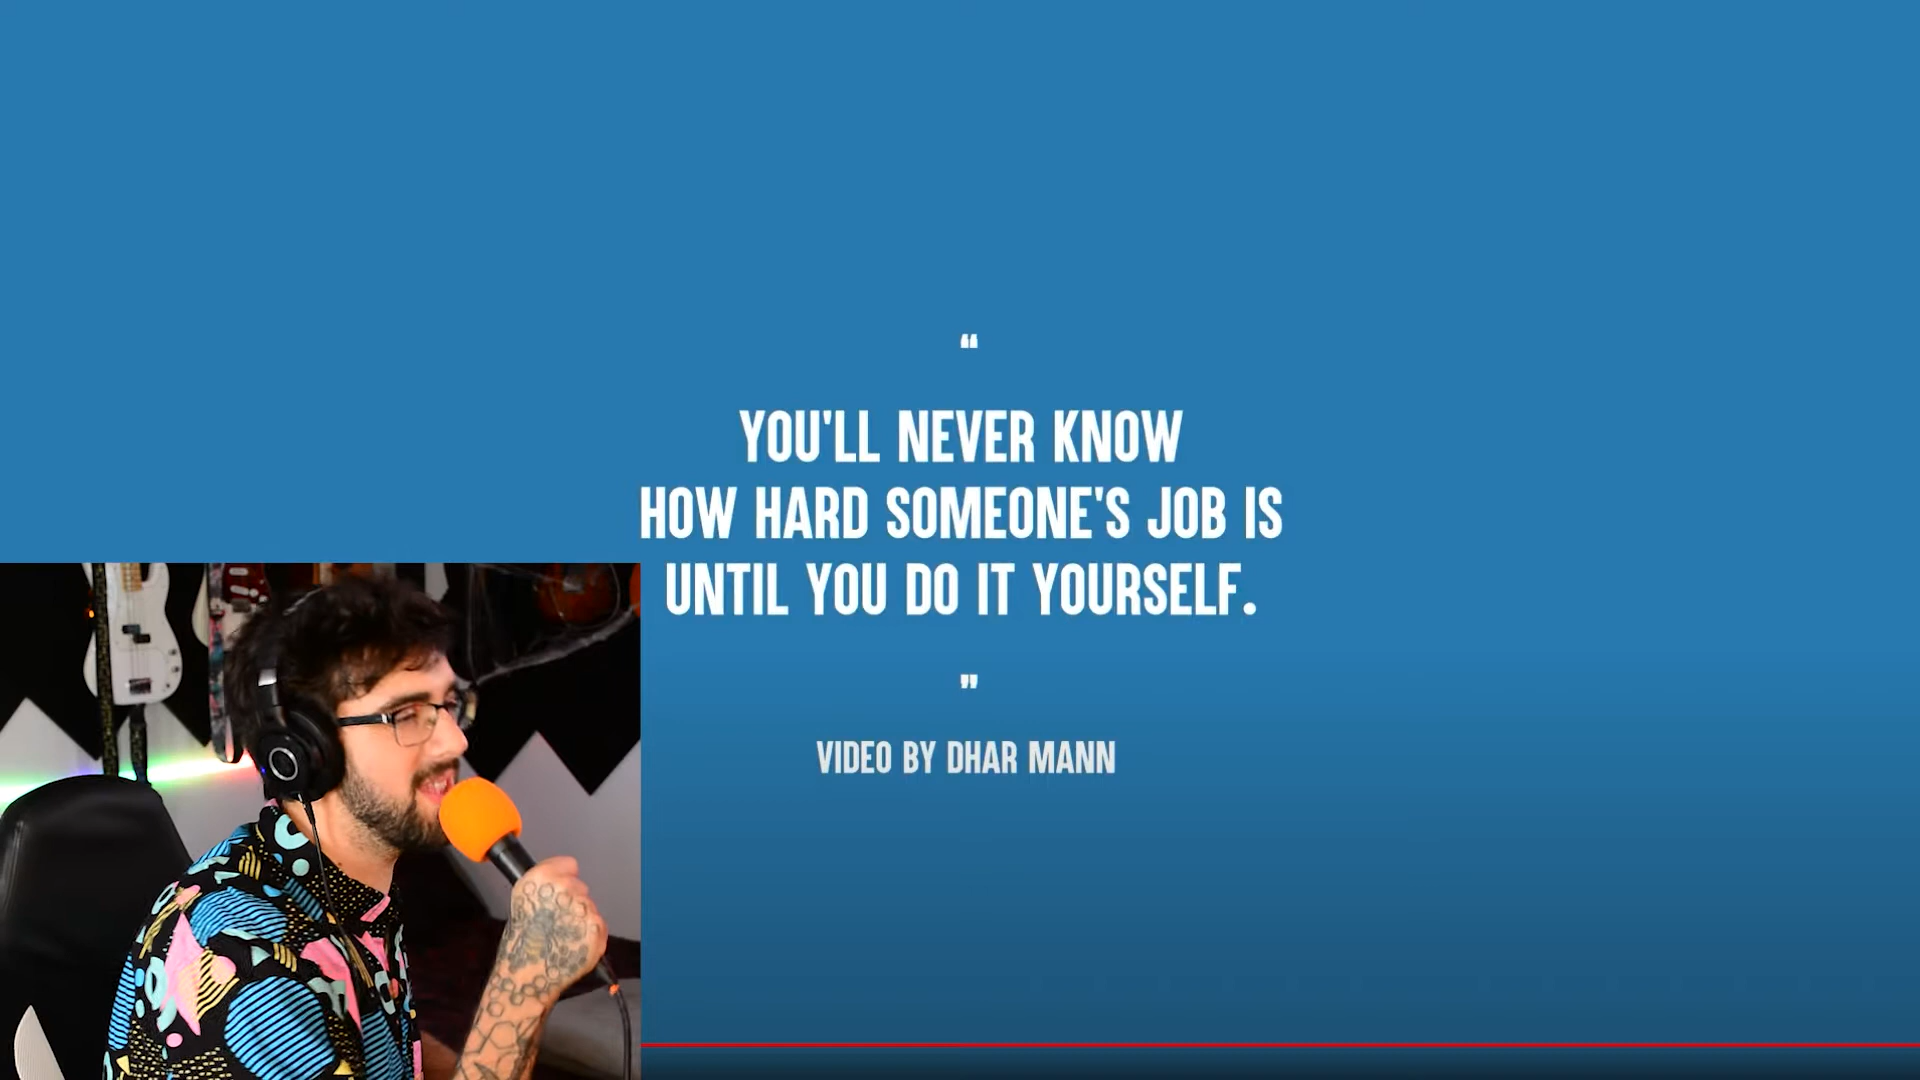 “
YOU'LL NEVER KNOW
HOW HARD SOMEONE'S JOB IS
UNTIL YOU DO IT YOURSELF.
”
VIDEO BY DHAR MANN